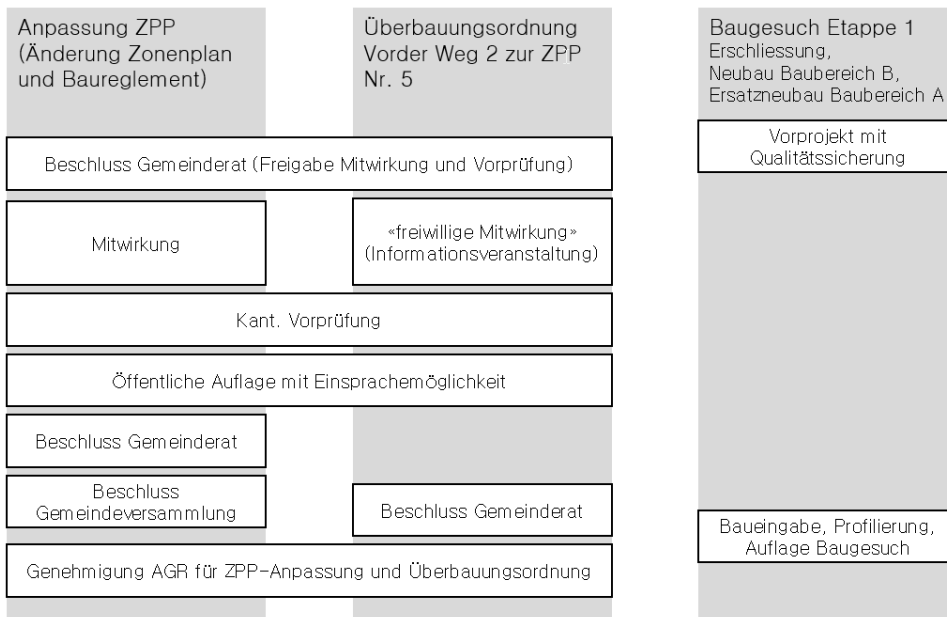 Anpassung ZPP
(Änderung Zonenplan
und Baureglement)
Überbauungsordnung
Vorder Weg 2 zur ZPP
Nr. 5
Baugesuch Etappe 1
Erschliessung,
Neubau Baubereich B,
Ersatzneubau Baubereich A
Beschluss Gemeinderat (Freigabe Mitwirkung und Vorprüfung)
Vorprojekt mit
Qualitätssicherung
Mitwirkung
«freiwillige Mitwirkung»
(Informationsveranstaltung)
Kant. Vorprüfung
Öffentliche Auflage mit Einsprachemöglichkeit
Beschluss Gemeinderat
Beschluss
Gemeindeversammlung
Beschluss Gemeinderat
Baueingabe, Profilierung,
Auflage Baugesuch
Genehmigung AGR für ZPP-Anpassung und Überbauungsordnung